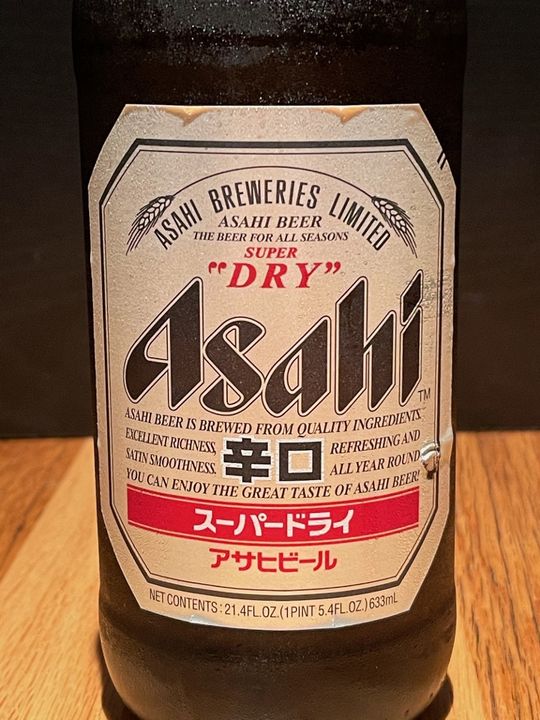 ASAHI BREWERIES LIMITED
ASAHI BEER
THE BEER FOR ALL SEASONS
SUPER
"DRY"
Asahi™
ASAHI BEER IS BREWED FROM QUALITY INGREDIENTS.
EXCELLENT RICHNESS,
SATIN SMOOTHNESS.
辛口
REFRESHING AND
ALL YEAR ROUND
YOU CAN ENJOY THE GREAT TASTE OF ASAHI BEER!
スーパードライ
アサヒビール
NET CONTENTS: 21.4FL.OZ.(1PINT 5.4FL.OZ.) 633mL